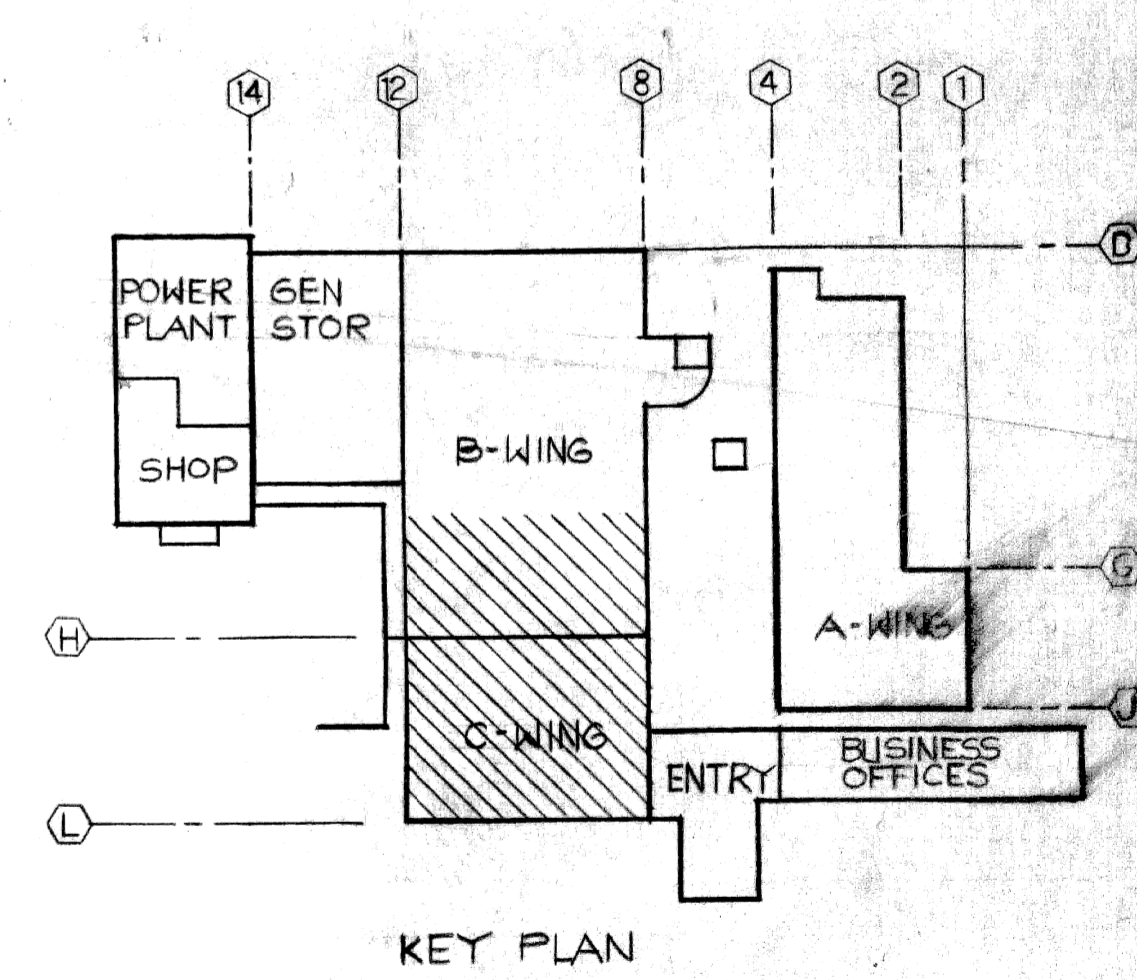 14 12 8 4 2 1
D
POWER PLANT
GEN STOR
B-WING
SHOP
G
A-WING
H
J
C-WING
BUSINESS
OFFICES
ENTRY
L
KEY PLAN